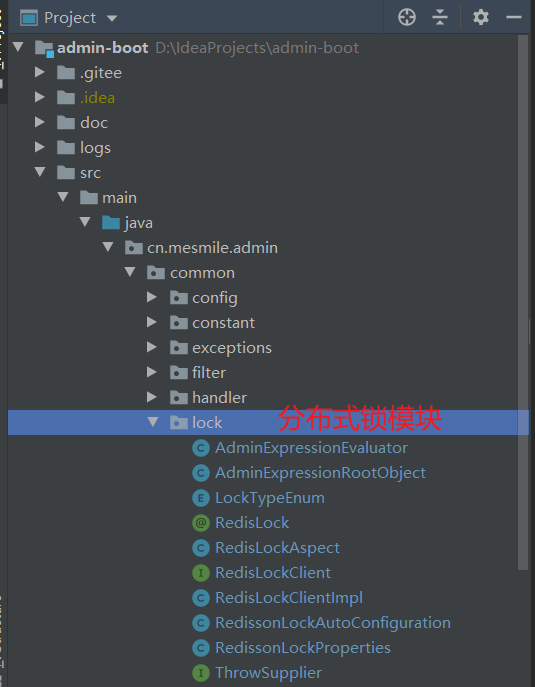 Project
admin-boot D:\IdeaProjects\admin-boot
.gitee
.idea
doc
logs
src
main
java
cn.mesmile.admin
common
config
constant
exceptions
filter
handler
lock 分布式锁模块
AdminExpressionEvaluator
AdminExpressionRootObject
LockTypeEnum
RedisLock
RedisLockAspect
RedisLockClient
RedisLockClientImpl
RedissonLockAutoConfiguration
RedissonLockProperties
ThrowSupplier